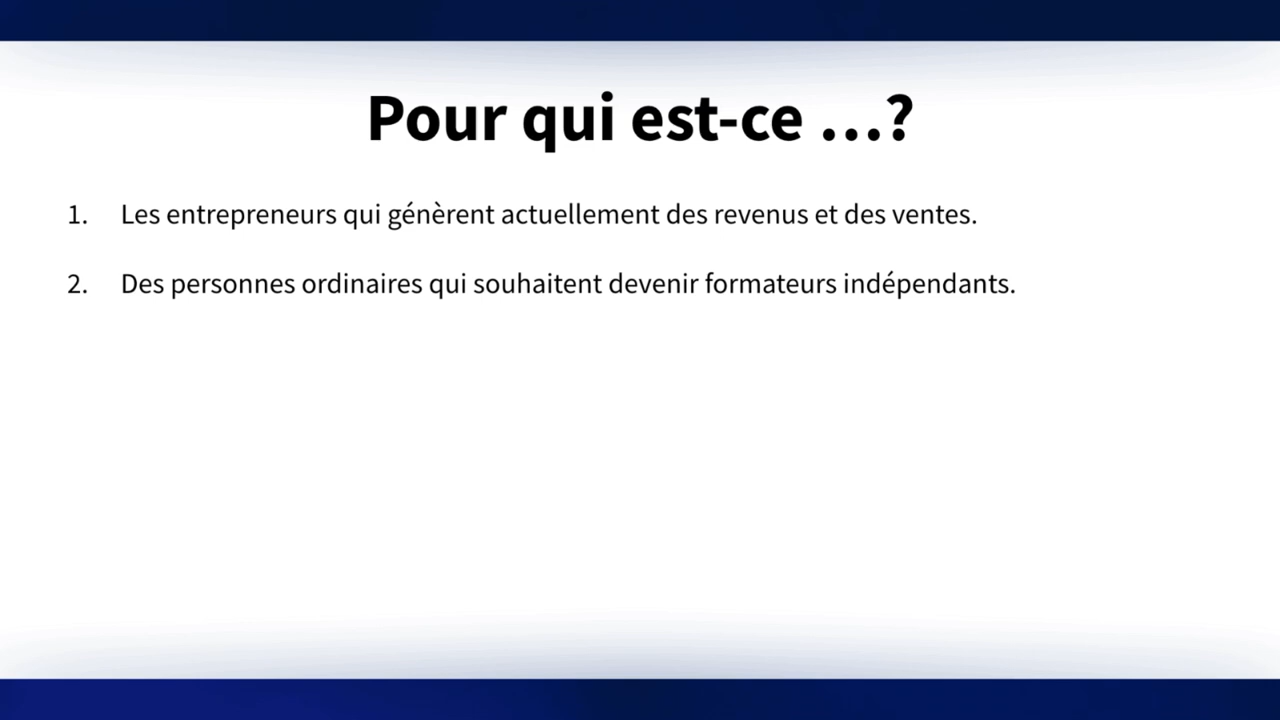 Pour qui est-ce …?
1. Les entrepreneurs qui génèrent actuellement des revenus et des ventes.
2. Des personnes ordinaires qui souhaitent devenir formateurs indépendants.